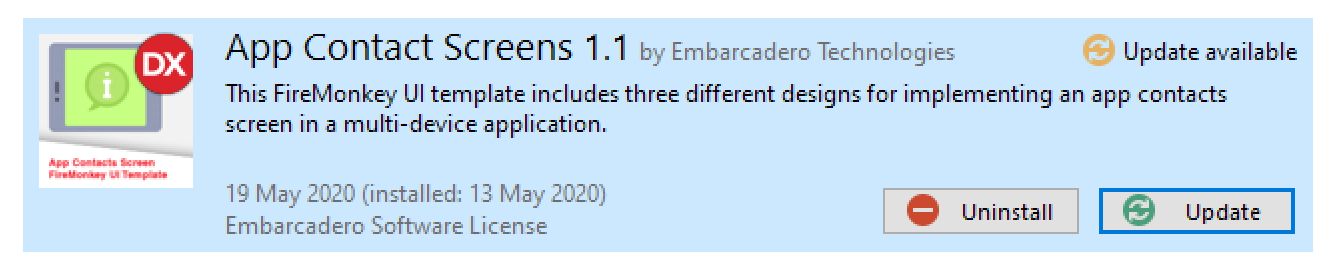 DX
App Contacts Screen
FireMonkey UI Template
App Contact Screens 1.1 by Embarcadero Technologies
Update available
This FireMonkey UI template includes three different designs for implementing an app contacts
screen in a multi-device application.
19 May 2020 (installed: 13 May 2020)
Embarcadero Software License
Uninstall
Update